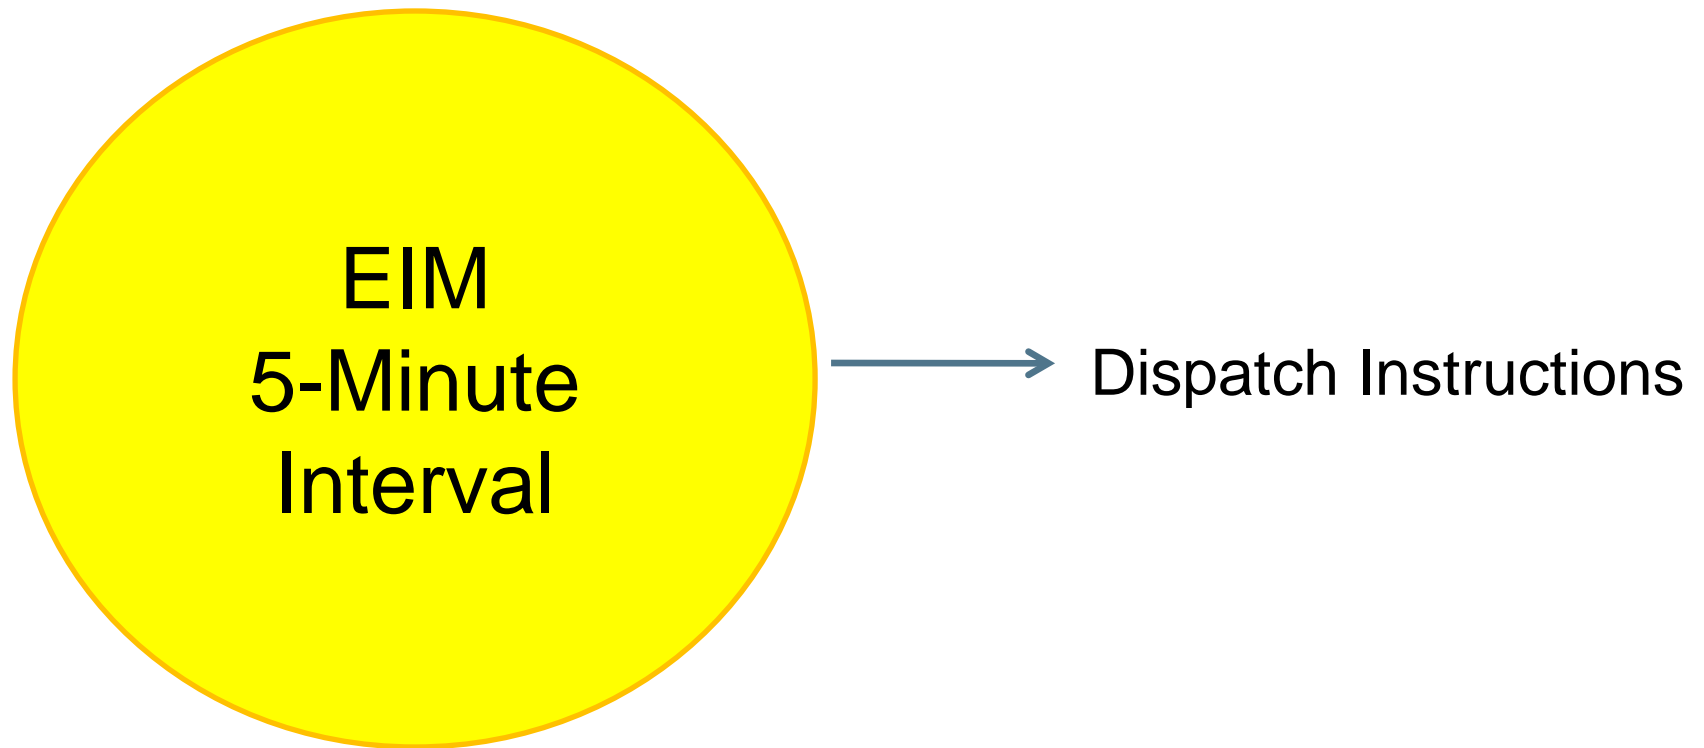 EIM
5-Minute
Interval
Dispatch Instructions